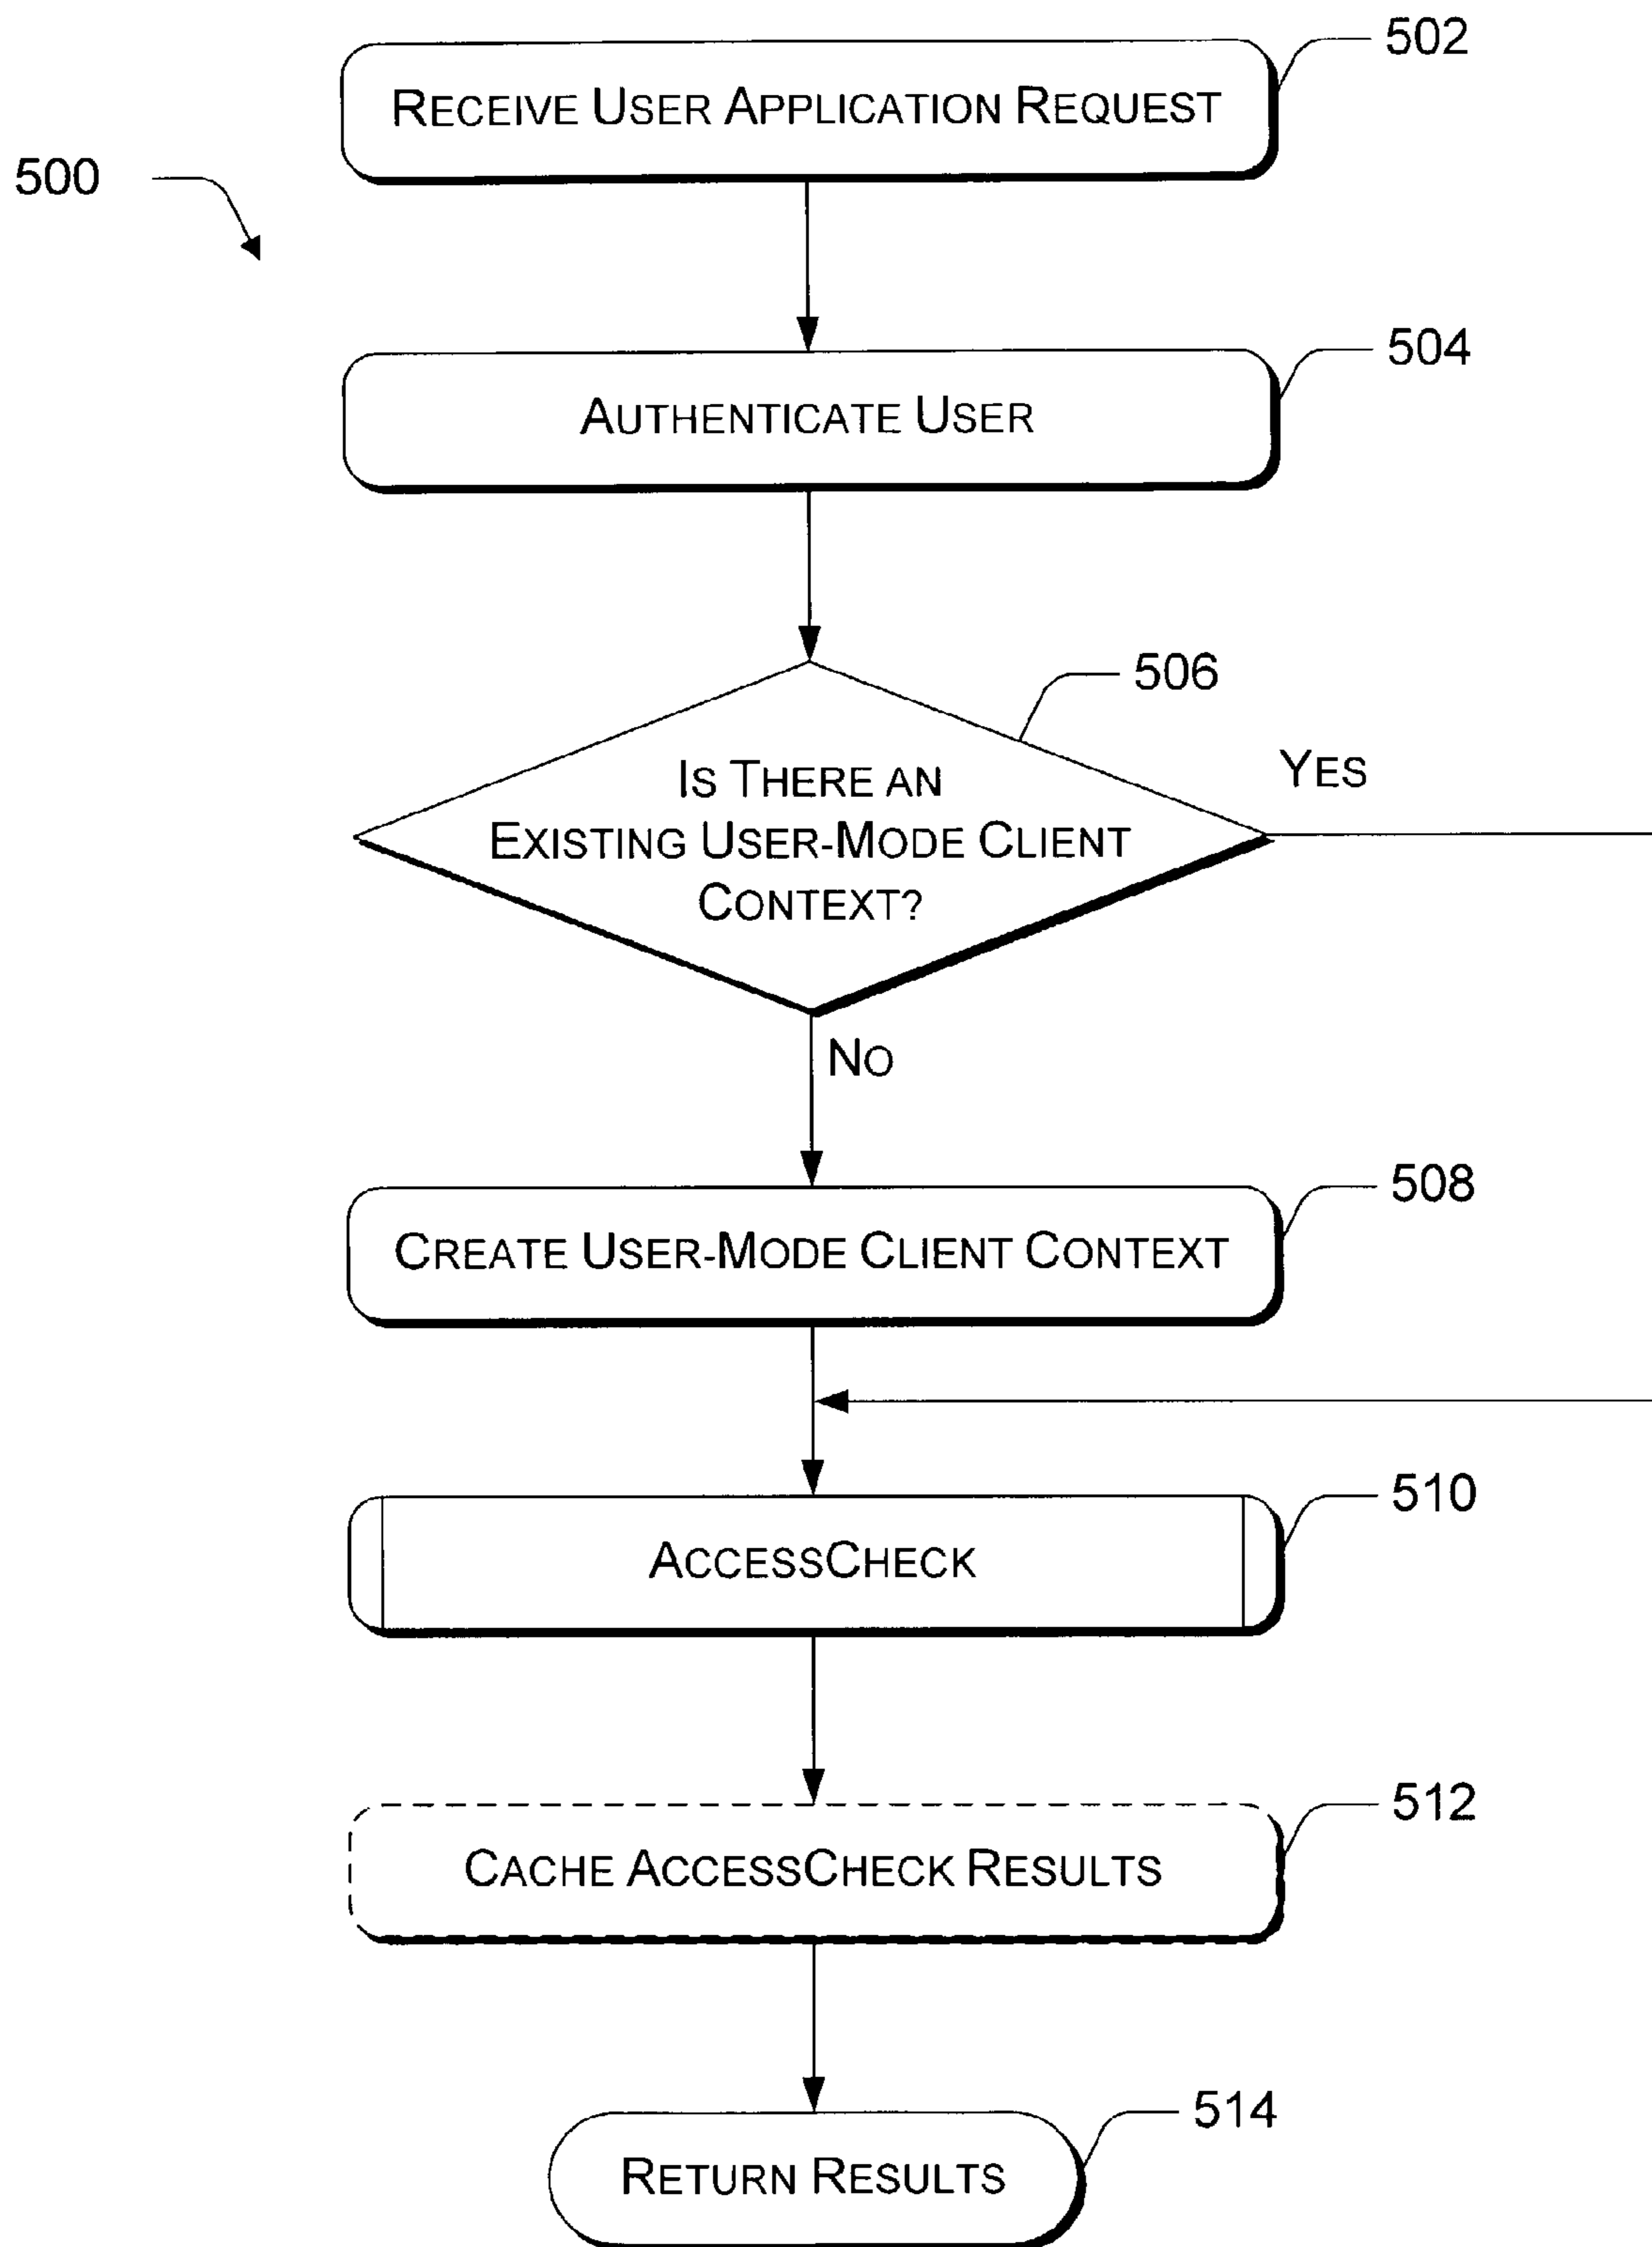 502
RECEIVE USER APPLICATION REQUEST
500
504
AUTHENTICATE USER
506
IS THERE AN
EXISTING USER-MODE CLIENT
CONTEXT?
YES
NO
508
CREATE USER-MODE CLIENT CONTEXT
510
ACCESSCHECK
512
CACHE ACCESSCHECK RESULTS
514
RETURN RESULTS